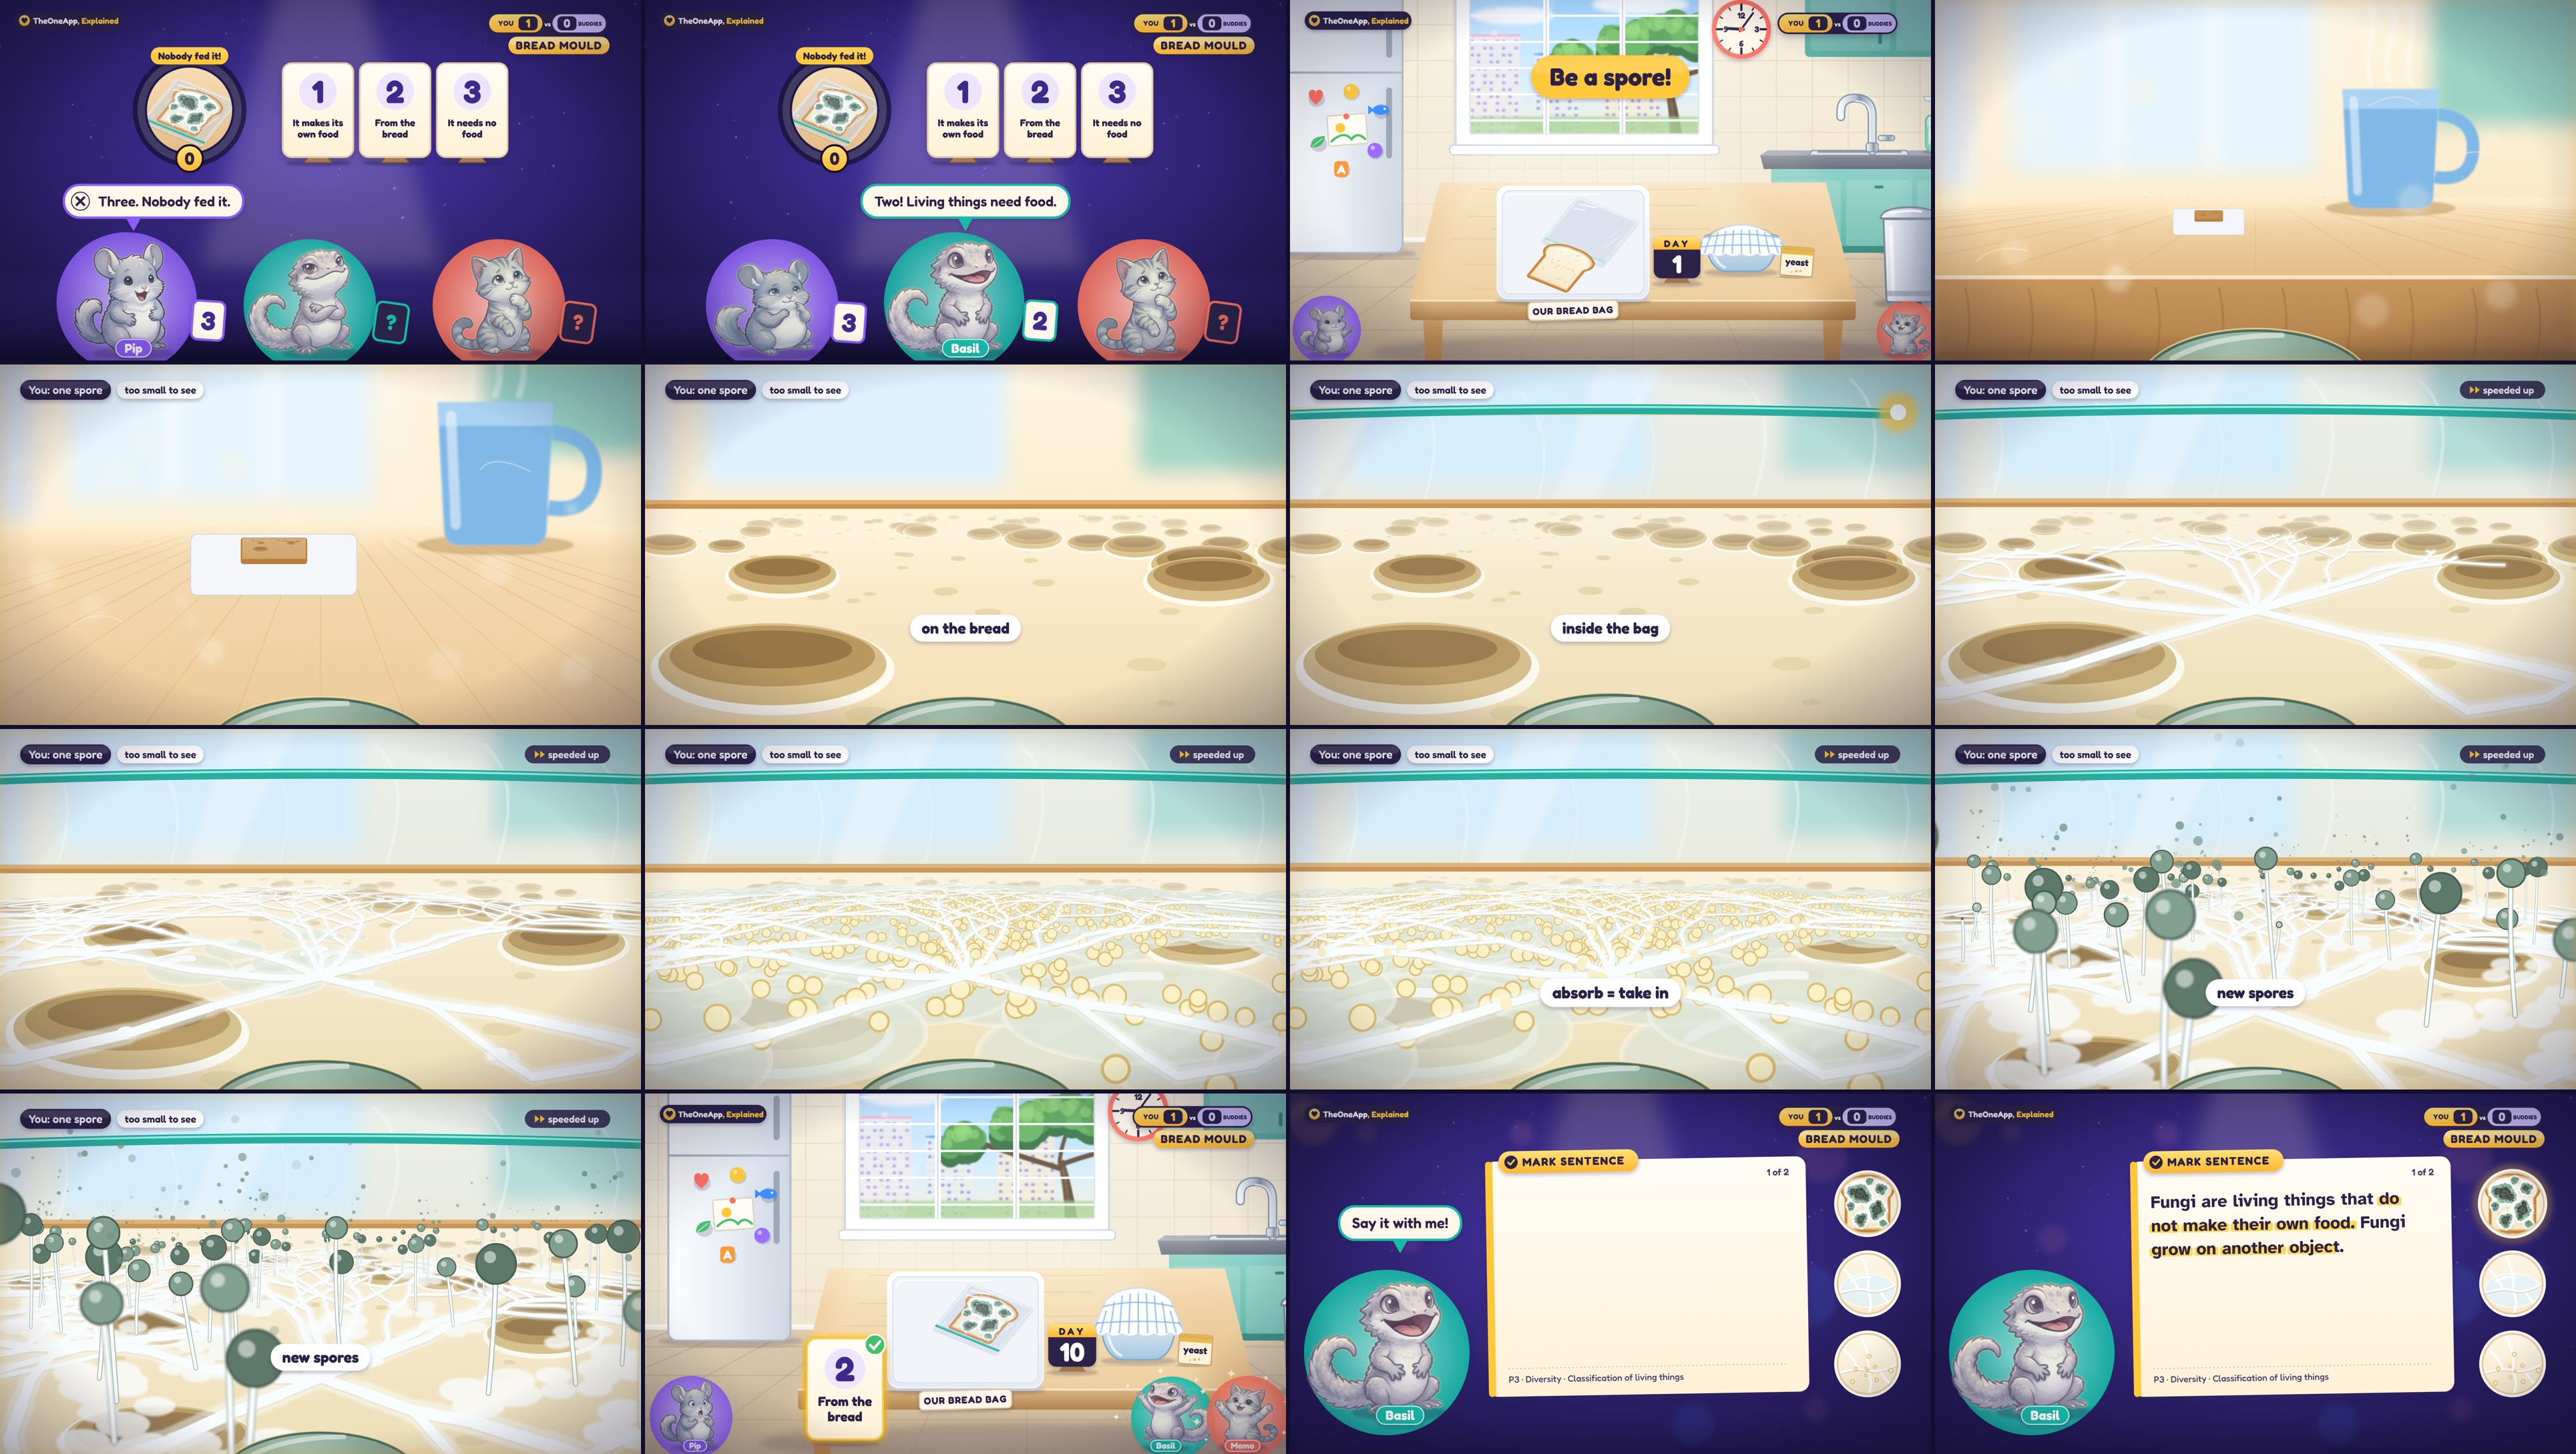 TheOneApp, Explained
YOU 1 vs 0 BUDDIES
BREAD MOULD
Nobody fed it!
0
1
It makes its
own food
2
From the
bread
3
It needs no
food
Three. Nobody fed it.
3
?
?
Pip
TheOneApp, Explained
YOU 1 vs 0 BUDDIES
BREAD MOULD
Nobody fed it!
0
1
It makes its
own food
2
From the
bread
3
It needs no
food
Two! Living things need food.
3
2
?
Basil
TheOneApp, Explained
12
3
6
9
YOU 1 vs 0 BUDDIES
Be a spore!
A
DAY
1
yeast
OUR BREAD BAG
You: one spore
too small to see
You: one spore
too small to see
on the bread
You: one spore
too small to see
inside the bag
You: one spore
too small to see
speeded up
You: one spore
too small to see
speeded up
You: one spore
too small to see
speeded up
You: one spore
too small to see
speeded up
absorb = take in
You: one spore
too small to see
speeded up
new spores
You: one spore
too small to see
speeded up
new spores
TheOneApp, Explained
12
9
YOU 1 vs 0 BUDDIES
BREAD MOULD
A
DAY
10
yeast
2
From the
bread
OUR BREAD BAG
Pip
Basil
Momo
TheOneApp, Explained
YOU 1 vs 0 BUDDIES
BREAD MOULD
MARK SENTENCE
1 of 2
Say it with me!
P3 · Diversity · Classification of living things
Basil
TheOneApp, Explained
YOU 1 vs 0 BUDDIES
BREAD MOULD
MARK SENTENCE
1 of 2
Fungi are living things that do
not make their own food. Fungi
grow on another object.
P3 · Diversity · Classification of living things
Basil